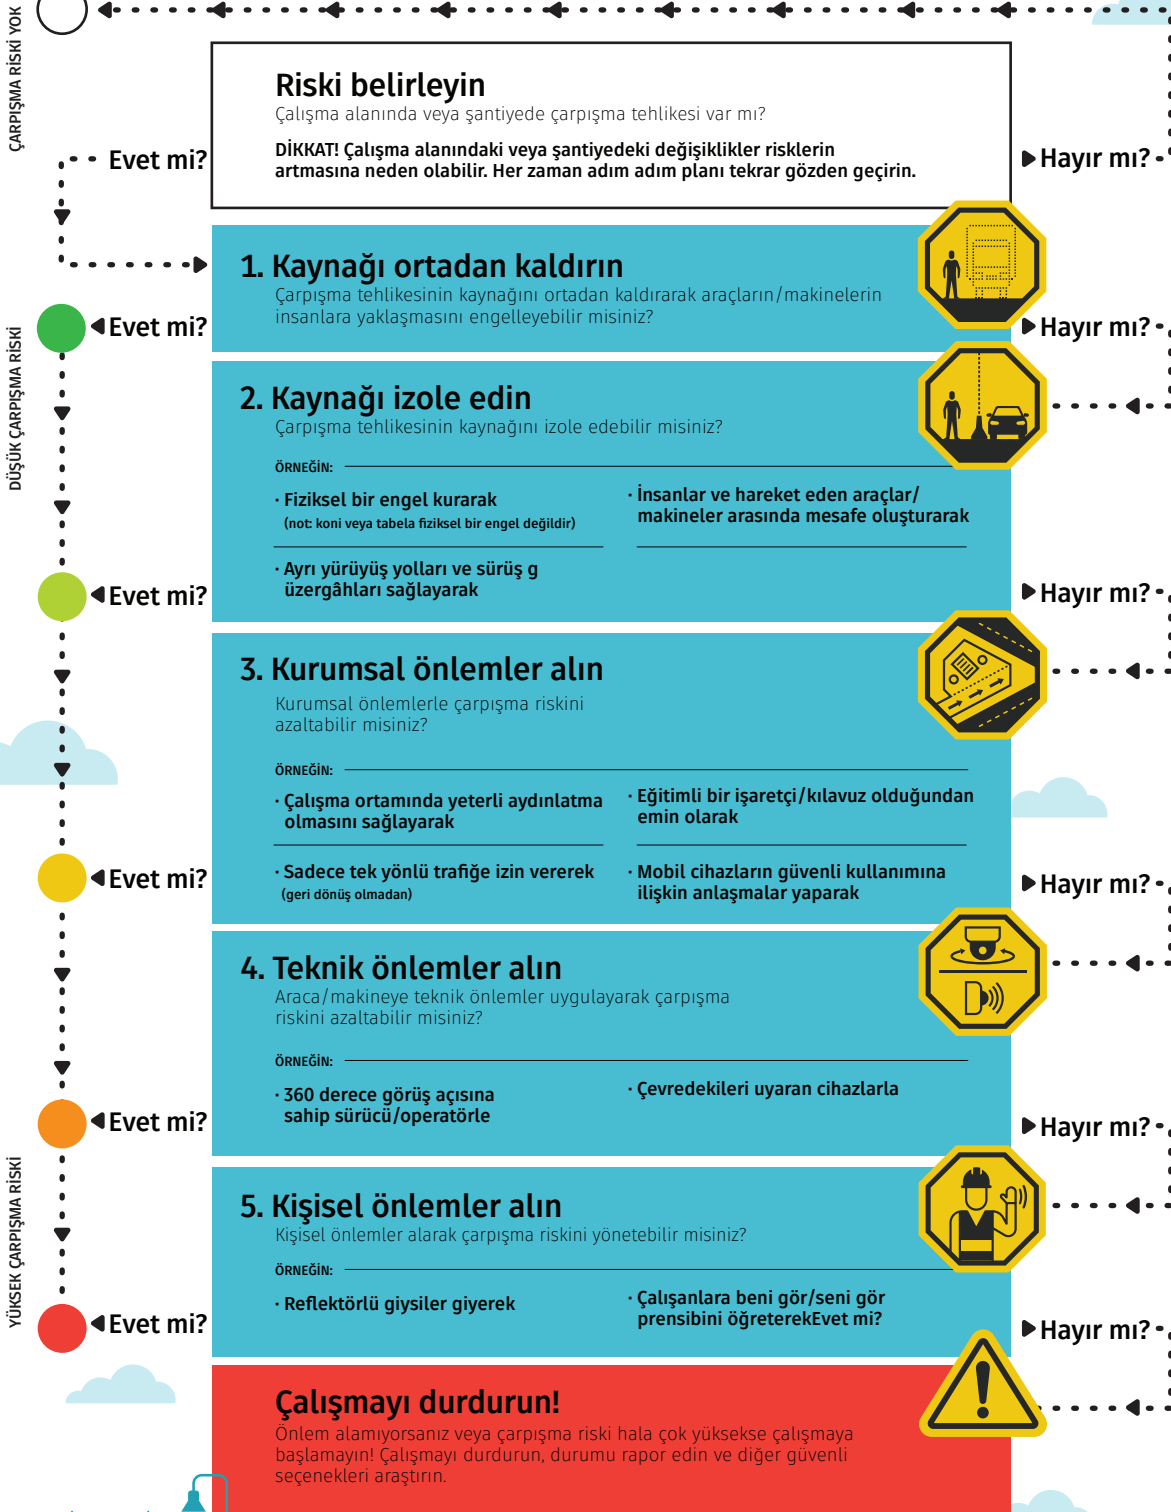 ÇARPIŞMA RİSKİ YOK
Riski belirleyin
Çalışma alanında veya şantiyede çarpışma tehlikesi var mı?
DİKKAT! Çalışma alanındaki veya şantiyedeki değişiklikler risklerin
artmasına neden olabilir. Her zaman adım adım planı tekrar gözden geçirin.
Evet mi?
Hayır mı?
1. Kaynağı ortadan kaldırın
Çarpışma tehlikesinin kaynağını ortadan kaldırarak araçların/makinelerin
insanlara yaklaşmasını engelleyebilir misiniz?
Evet mi?
Hayır mı?
DÜŞÜK ÇARPIŞMA RİSKİ
2. Kaynağı izole edin
Çarpışma tehlikesinin kaynağını izole edebilir misiniz?
ÖRNEĞİN:
· Fiziksel bir engel kurarak
(not: koni veya tabela fiziksel bir engel değildir)
· İnsanlar ve hareket eden araçlar/
makineler arasında mesafe oluşturarak
· Ayrı yürüyüş yolları ve sürüş g
üzergâhları sağlayarak
Evet mi?
Hayır mı?
3. Kurumsal önlemler alın
Kurumsal önlemlerle çarpışma riskini
azaltabilir misiniz?
ÖRNEĞİN:
· Çalışma ortamında yeterli aydınlatma
olmasını sağlayarak
· Eğitimli bir işaretçi/kılavuz olduğundan
emin olarak
· Sadece tek yönlü trafiğe izin vererek
(geri dönüş olmadan)
· Mobil cihazların güvenli kullanımına
ilişkin anlaşmalar yaparak
Evet mi?
Hayır mı?
4. Teknik önlemler alın
Araca/makineye teknik önlemler uygulayarak çarpışma
riskini azaltabilir misiniz?
ÖRNEĞİN:
· 360 derece görüş açısına
sahip sürücü/operatörle
· Çevredekileri uyaran cihazlarla
Evet mi?
Hayır mı?
YÜKSEK ÇARPIŞMA RİSKİ
5. Kişisel önlemler alın
Kişisel önlemler alarak çarpışma riskini yönetebilir misiniz?
ÖRNEĞİN:
· Reflektörlü giysiler giyerek
· Çalışanlara beni gör/seni gör
prensibini öğreterekEvet mi?
Evet mi?
Hayır mı?
Çalışmayı durdurun!
Önlem alamıyorsanız veya çarpışma riski hala çok yüksekse çalışmaya
başlamayın! Çalışmayı durdurun, durumu rapor edin ve diğer güvenli
seçenekleri araştırın.